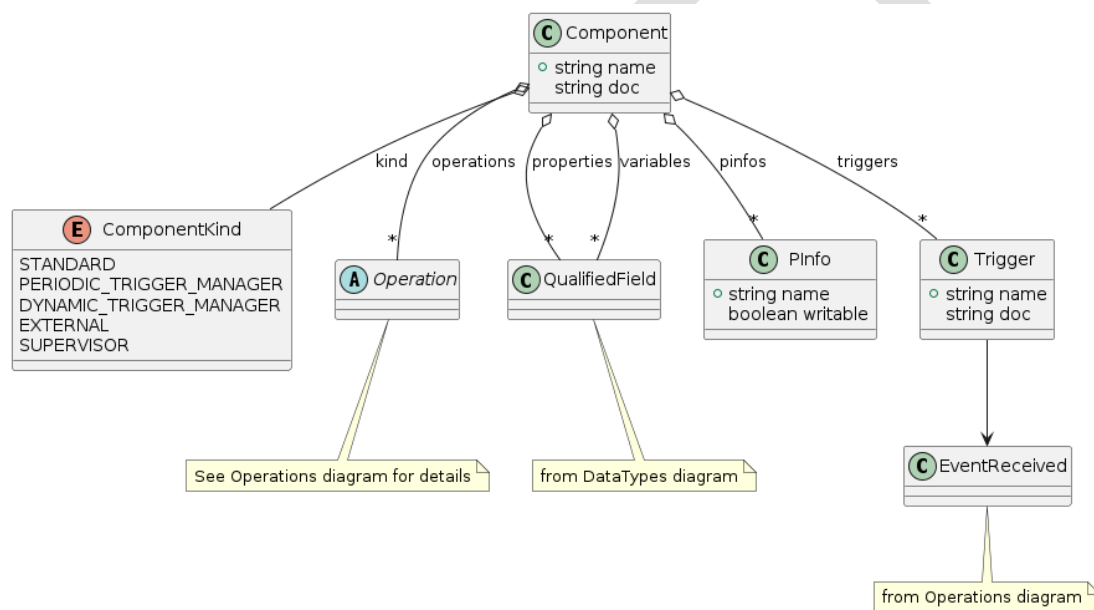 C Component
string name
string doc
kind
operations
properties
variables
pinfos
triggers
*
*
*
*
*
E ComponentKind
STANDARD
PERIODIC_TRIGGER_MANAGER
DYNAMIC_TRIGGER_MANAGER
EXTERNAL
SUPERVISOR
A Operation
C QualifiedField
C PInfo
string name
boolean writable
C Trigger
string name
string doc
See Operations diagram for details
from DataTypes diagram
C EventReceived
from Operations diagram